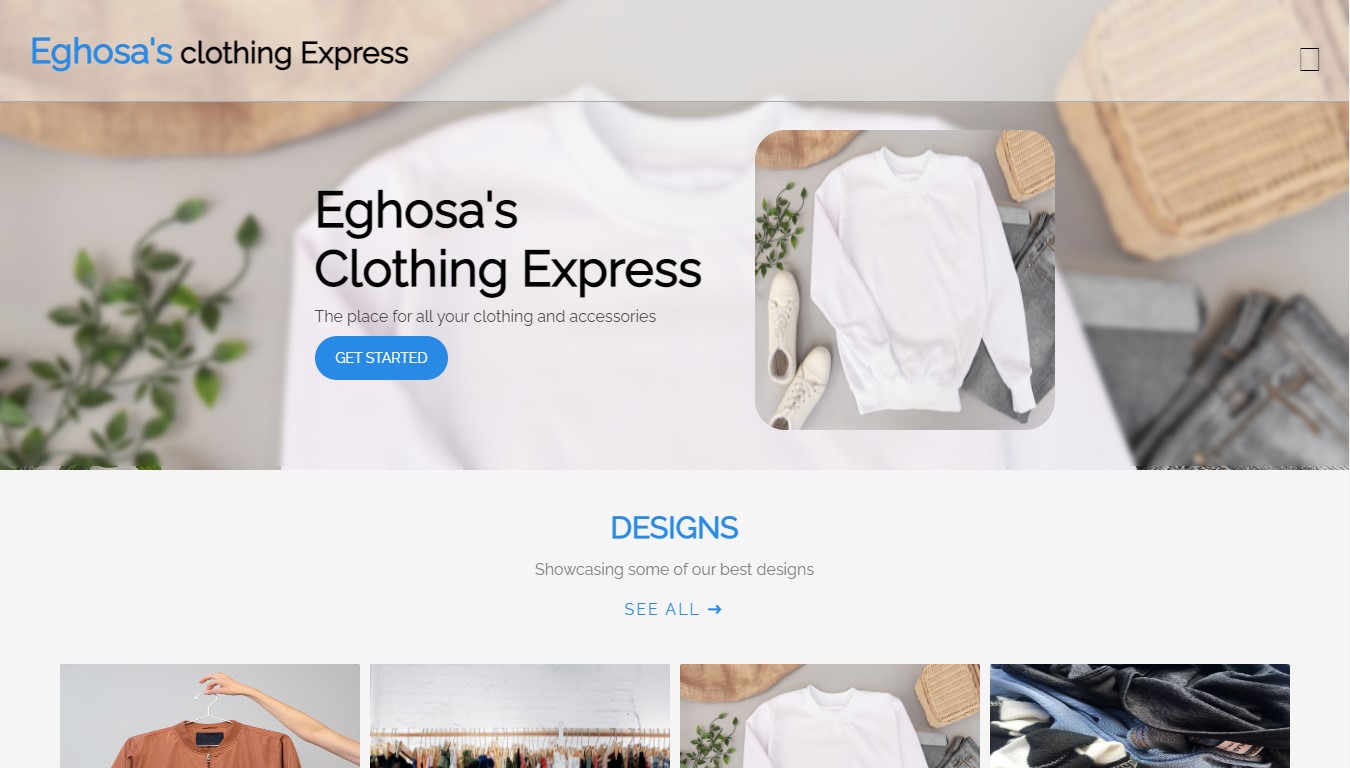 Eghosa's clothing Express
Eghosa's
Clothing Express
The place for all your clothing and accessories
GET STARTED
DESIGNS
Showcasing some of our best designs
SEE ALL ➔